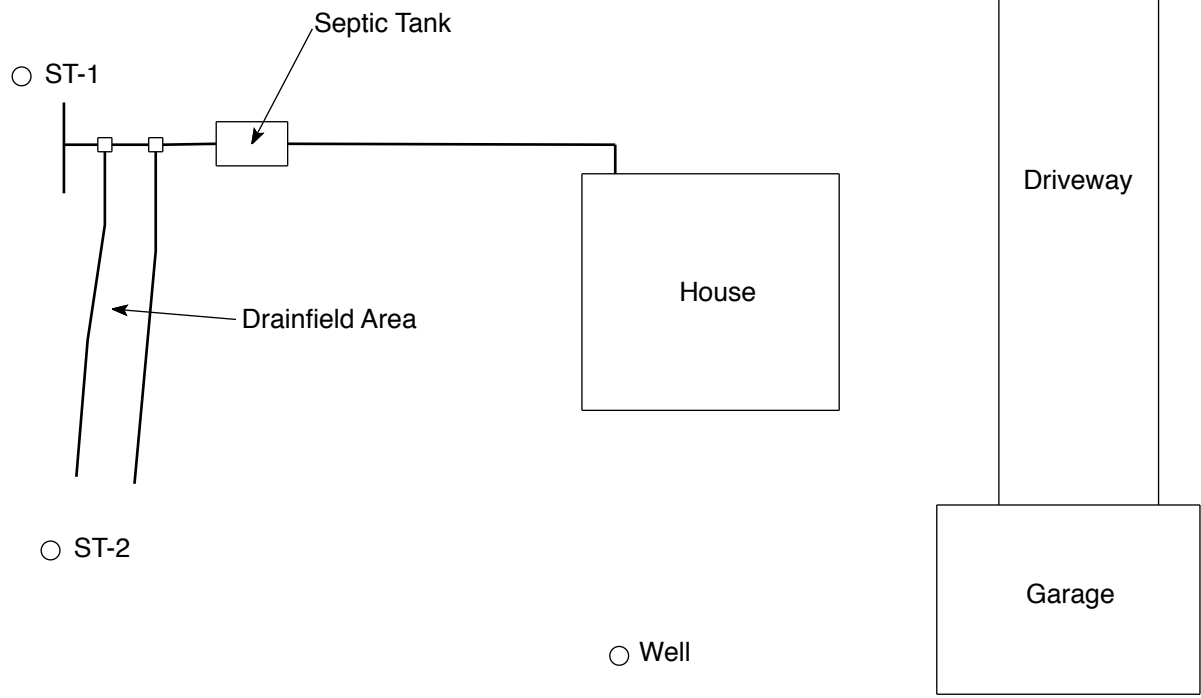 Septic Tank
ST-1
Driveway
House
Drainfield Area
ST-2
Garage
Well